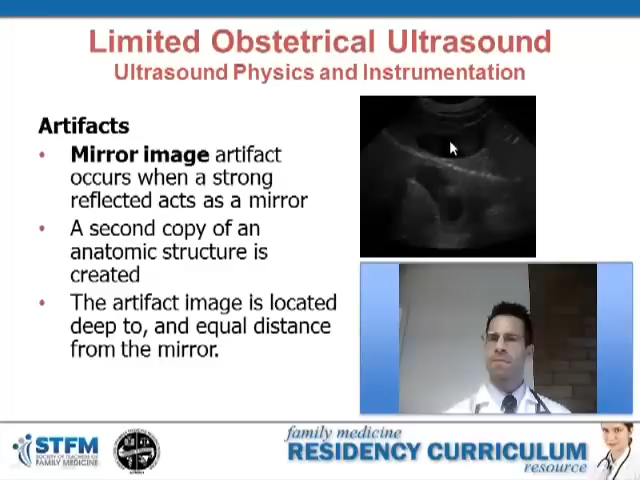 Limited Obstetrical Ultrasound
Ultrasound Physics and Instrumentation
Artifacts
• Mirror image artifact
occurs when a strong
reflected acts as a mirror
• A second copy of an
anatomic structure is
created
• The artifact image is located
deep to, and equal distance
from the mirror.
STFM
SOCIETY OF TEACHERS OF
FAMILY MEDICINE
family medicine
RESIDENCY CURRICULUM
resource